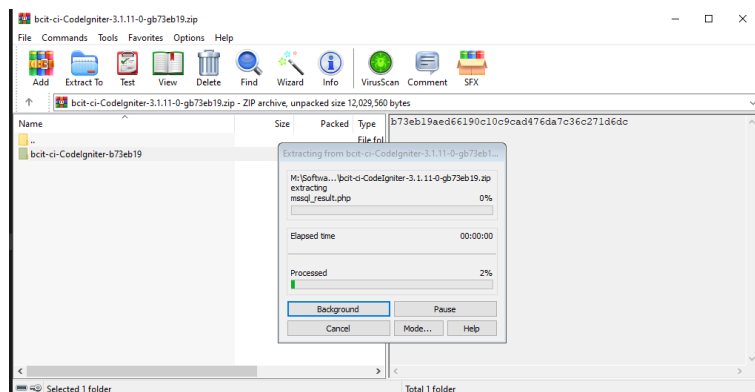 bcit-ci-CodeIgniter-3.1.11-0-gb73eb19.zip
File Commands Tools Favorites Options Help
Add Extract To Test View Delete Find Wizard Info VirusScan Comment SFX
bcit-ci-CodeIgniter-3.1.11-0-gb73eb19.zip - ZIP archive, unpacked size 12,029,560 bytes
Name Size Packed Type
b73eb19aed66190c10c9cad476da7c36c271d6dc
.. File fol
bcit-ci-CodeIgniter-b73eb19
Extracting from bcit-ci-CodeIgniter-3.1.11-0-gb73eb1...
M:\Softwa...\bcit-ci-CodeIgniter-3.1.11-0-gb73eb19.zip
extracting
mssql_result.php 0%
Elapsed time 00:00:00
Processed 2%
Background Pause
Cancel Mode... Help
Selected 1 folder Total 1 folder